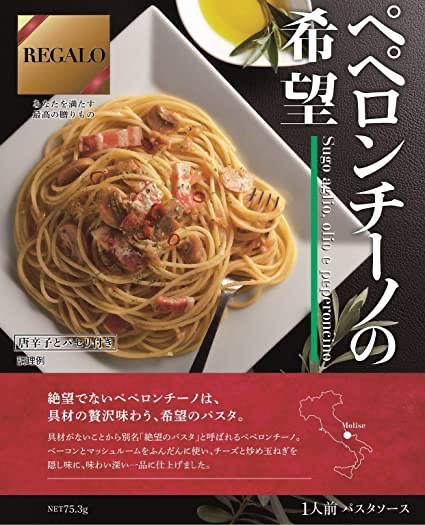 REGALO
あなたを満たす
最高の贈りもの
ペペロンチーノの
希望
Sugo aglio, olio e peperoncino
唐辛子とパセリ付き
調理例
絶望でないペペロンチーノは、
具材の贅沢味わう、希望のパスタ。
具材がないことから別名「絶望のパスタ」と呼ばれるペペロンチーノ。
ベーコンとマッシュルームをふんだんに使い、チーズと炒め玉ねぎを
隠し味に、味わい深い一品に仕上げました。
Molise
NET75.3g
1人前 パスタソース